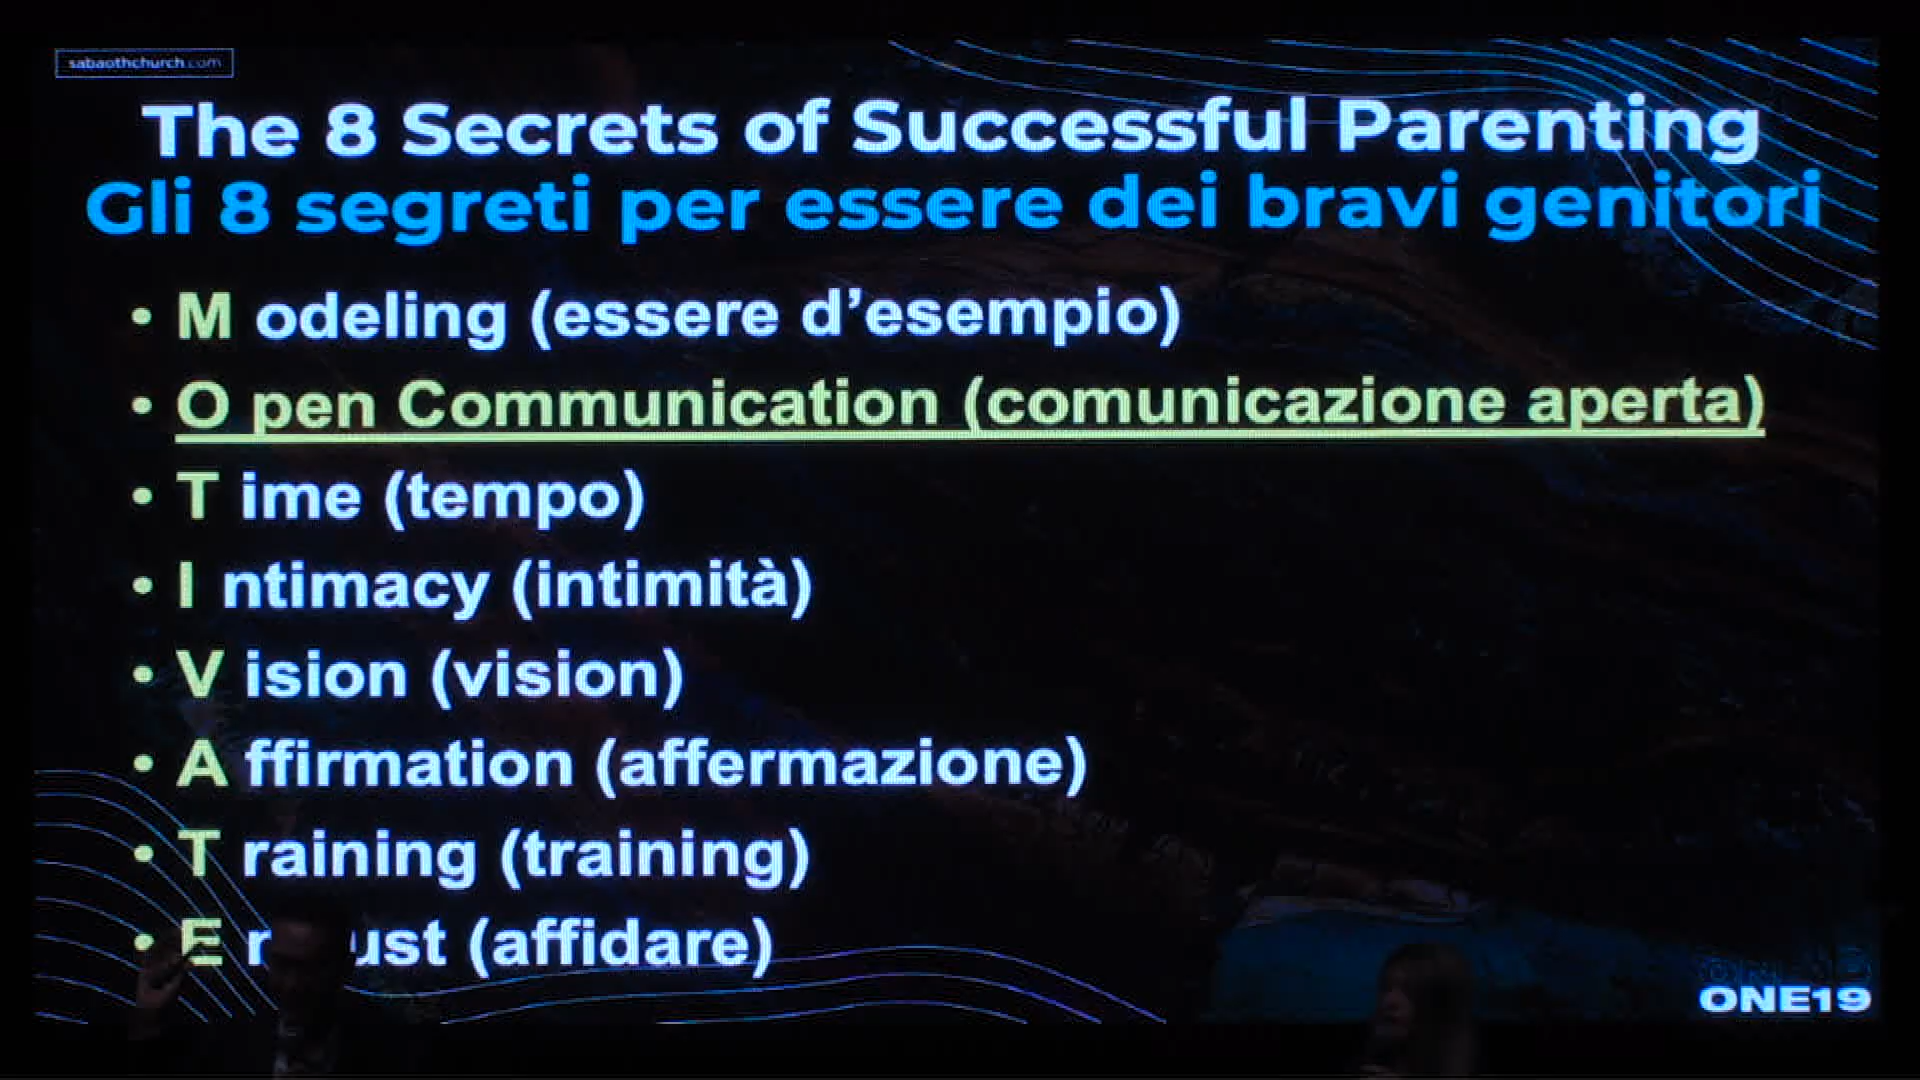 sabaothchurch.com
The 8 Secrets of Successful Parenting
Gli 8 segreti per essere dei bravi genitori
• M odeling (essere d’esempio)
• O pen Communication (comunicazione aperta)
• T ime (tempo)
• I ntimacy (intimità)
• V ision (vision)
• A ffirmation (affermazione)
• T raining (training)
• E (affidare)
ONE19